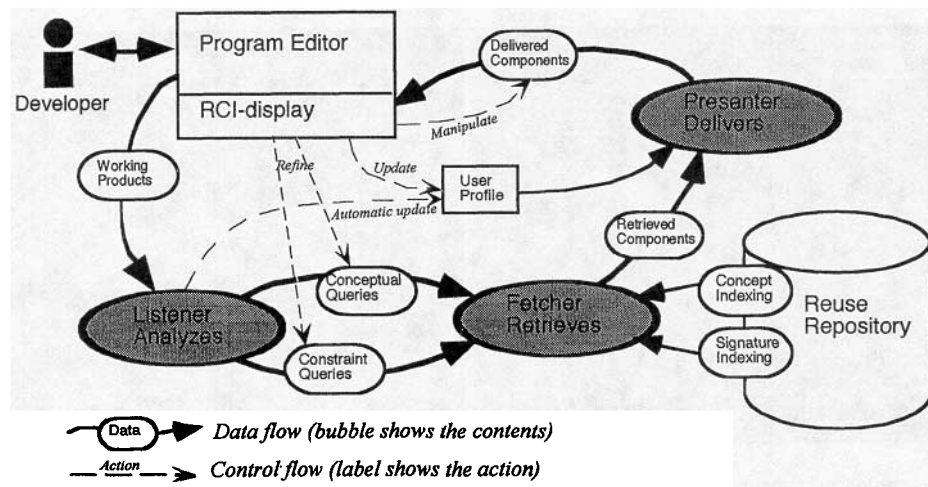 Program Editor
RCI-display
Developer
Delivered
Components
Presenter
Delivers
Manipulate
Working
Products
Refine
Update
User
Profile
Automatic update
Retrieved
Components
Conceptual
Queries
Listener
Analyzes
Fetcher
Retrieves
Constraint
Queries
Concept
Indexing
Signature
Indexing
Reuse
Repository
Data
Data flow (bubble shows the contents)
Action
Control flow (label shows the action)